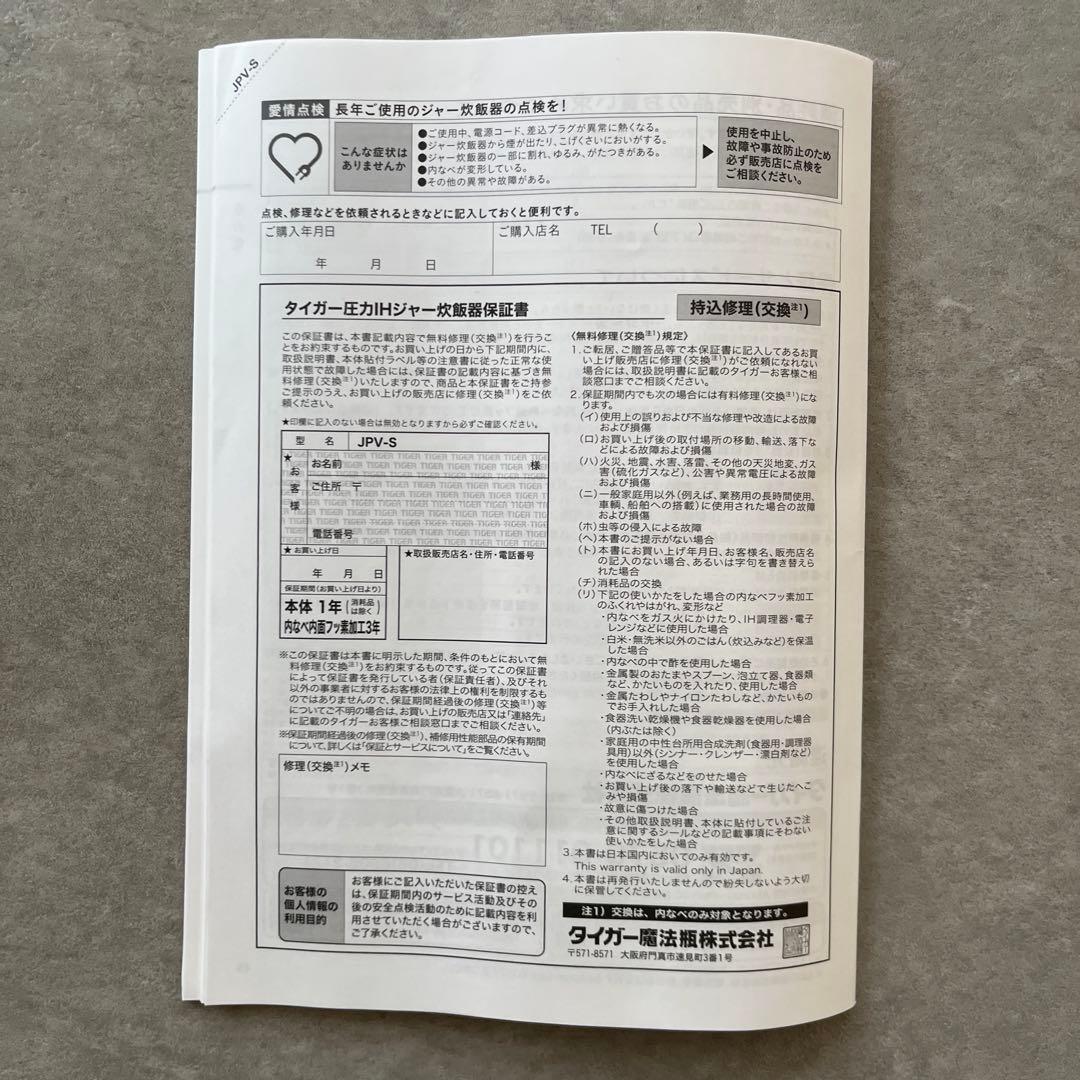 JPV-S
愛情点検 長年ご使用のジャー炊飯器の点検を!
こんな症状は
ありませんか
●ご使用中、電源コード、差込プラグが異常に熱くなる。
●ジャー炊飯器から煙が出たり、こげくさいにおいがする。
●ジャー炊飯器の一部に割れ、ゆるみ、がたつきがある。
●内なべが変形している。
●その他の異常や故障がある。
使用を中止し、
故障や事故防止のため
必ず販売店に点検を
ご相談ください。
点検、修理などを依頼されるときなどに記入しておくと便利です。
ご購入年月日
年 月 日
ご購入店名 TEL ( )
タイガー圧力IHジャー炊飯器保証書
持込修理(交換注1))
この保証書は、本書記載内容で無料修理(交換注1))を行うこ
とをお約束するものです。お買い上げの日から下記期間内に、
取扱説明書、本体貼付ラベル等の注意書に従った正常な使
用状態で故障した場合には、保証書の記載内容に基づき無
料修理(交換注1))いたしますので、商品と本保証書をご持参
ご提示のうえ、お買い上げの販売店に修理(交換注1))をご依
頼ください。
★印欄に記入のない場合は無効となりますから必ずご確認ください。
型 名 JPV-S
★お客様
お名前 様
ご住所 〒
電話番号
★お買い上げ日
年 月 日
保証期間(お買い上げ日より)
本体 1年(消耗品は除く)
内なべ内面フッ素加工3年
★取扱販売店名・住所・電話番号
※この保証書は本書に明示した期間、条件のもとにおいて無
料修理(交換注1))をお約束するものです。従ってこの保証書
によって保証書を発行している者(保証責任者)、及びそれ
以外の事業者に対するお客様の法律上の権利を制限するも
のではありませんので、保証期間経過後の修理(交換注1))等
についてご不明の場合は、お買い上げの販売店又は「連絡先」
に記載のタイガーお客様ご相談窓口までご相談ください。
※保証期間経過後の修理(交換注1))、補修用性能部品の保有期間
について、詳しくは「保証とサービスについて」をご覧ください。
修理(交換注1))メモ
お客様の
個人情報の
利用目的
お客様にご記入いただいた保証書の控え
は、保証期間内のサービス活動及びその
後の安全点検活動のために記載内容を利
用させていただく場合がございますので、
ご了承ください。
〈無料修理(交換注1))規定〉
1.ご転居、ご贈答品等で本保証書に記入してあるお買
い上げ販売店に修理(交換注1))がご依頼になれない
場合には、取扱説明書に記載のタイガーお客様ご相
談窓口までご相談ください。
2.保証期間内でも次の場合には有料修理(交換注1))にな
ります。
(イ)使用上の誤りおよび不当な修理や改造による故障
および損傷
(ロ)お買い上げ後の取付場所の移動、輸送、落下な
どによる故障および損傷
(ハ)火災、地震、水害、落雷、その他の天災地変、ガス
害(硫化ガスなど)、公害や異常電圧による故障
および損傷
(ニ)一般家庭用以外(例えば、業務用の長時間使用、
車輌、船舶への搭載)に使用された場合の故障
および損傷
(ホ)虫等の侵入による故障
(ヘ)本書のご提示がない場合
(ト)本書にお買い上げ年月日、お客様名、販売店名
の記入のない場合、あるいは字句を書き替えら
れた場合
(チ)消耗品の交換
(リ)下記の使いかたをした場合の内なべフッ素加工
のふくれやはがれ、変形など
・内なべをガス火にかけたり、IH調理器・電子
レンジなどに使用した場合
・白米・無洗米以外のごはん(炊込みなど)を保温
した場合
・内なべの中で酢を使用した場合
・金属製のおたまやスプーン、泡立て器、食器類
など、かたいものを入れたり、使用した場合
・金属たわしやナイロンたわしなど、かたいもの
でお手入れした場合
・食器洗い乾燥機や食器乾燥器を使用した場合
(内ぶたは除く)
・家庭用の中性台所用合成洗剤(食器用・調理器
具用)以外(シンナー・クレンザー・漂白剤など)
を使用した場合
・内なべにざるなどをのせた場合
・お買い上げ後の落下や輸送などで生じたへこ
みや損傷
・故意に傷つけた場合
・その他取扱説明書、本体に貼付しているご注
意に関するシールなどの記載事項にそわない
使いかたをした場合
3.本書は日本国内においてのみ有効です。
This warranty is valid only in Japan.
4.本書は再発行いたしませんので紛失しないよう大切
に保管してください。
注1) 交換は、内なべのみ対象となります。
タイガー魔法瓶株式会社
〒571-8571 大阪府門真市速見町3番1号